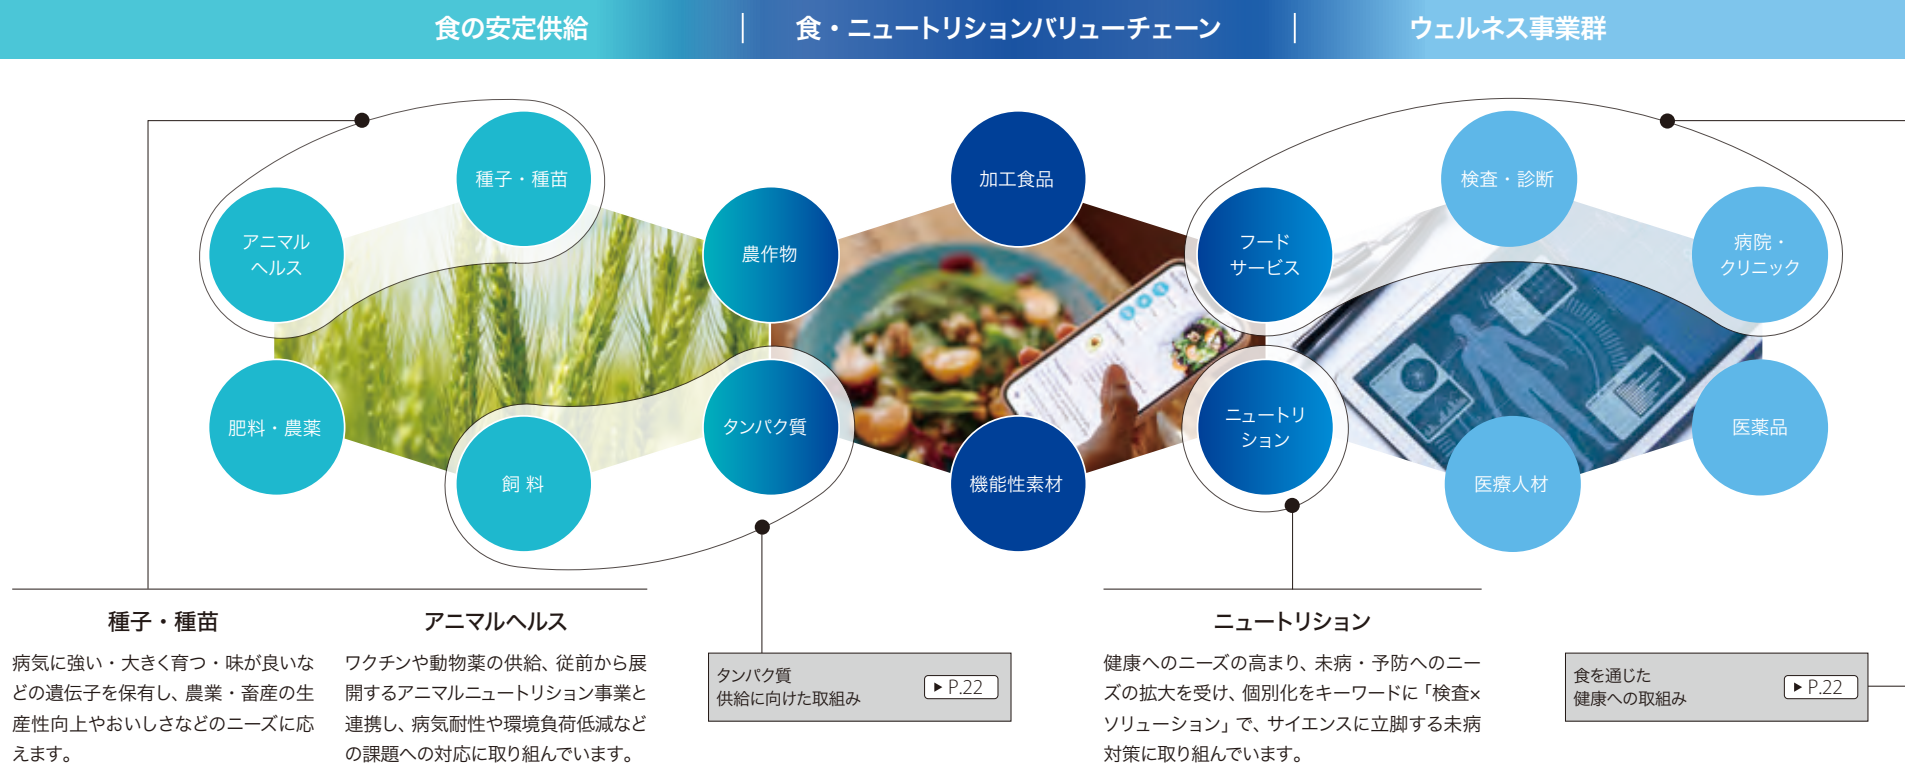 食の安定供給
食・ニュートリションバリューチェーン
ウェルネス事業群
種子・種苗
アニマル
ヘルス
農作物
肥料・農薬
飼 料
タンパク質
加工食品
機能性素材
フード
サービス
ニュートリ
ション
検査・診断
病院・
クリニック
医療人材
医薬品
種子・種苗
病気に強い・大きく育つ・味が良いな
どの遺伝子を保有し、農業・畜産の生
産性向上やおいしさなどのニーズに応
えます。
アニマルヘルス
ワクチンや動物薬の供給、従前から展
開するアニマルニュートリション事業と
連携し、病気耐性や環境負荷低減など
の課題への対応に取り組んでいます。
タンパク質
供給に向けた取組み
▶ P.22
ニュートリション
健康へのニーズの高まり、未病・予防へのニー
ズの拡大を受け、個別化をキーワードに「検査×
ソリューション」で、サイエンスに立脚する未病
対策に取り組んでいます。
食を通じた
健康への取組み
▶ P.22